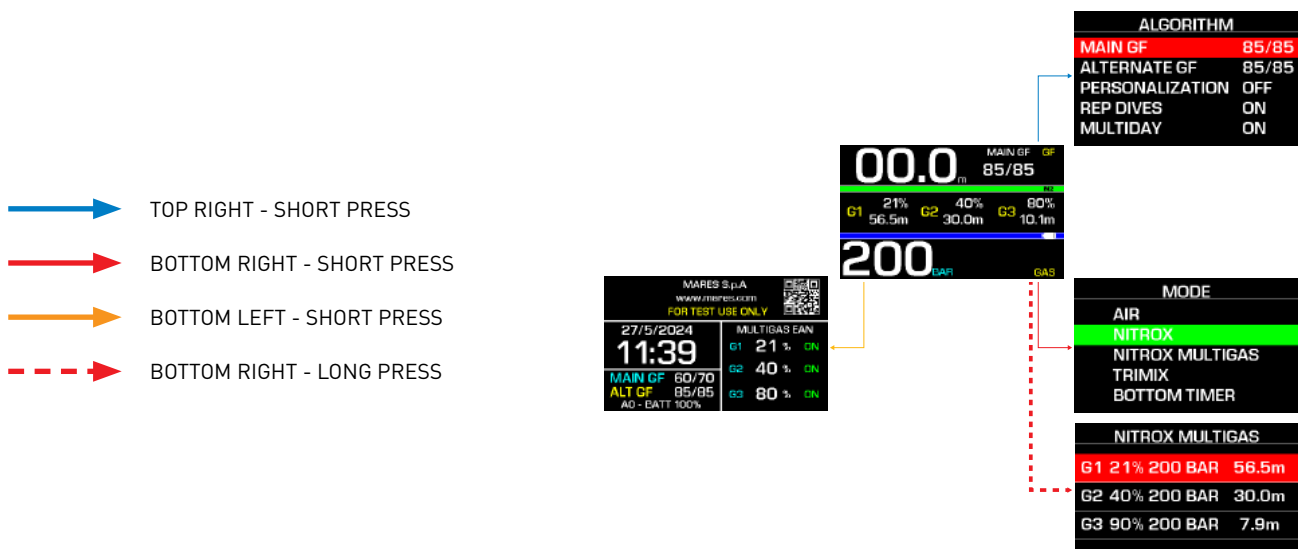 TOP RIGHT - SHORT PRESS
BOTTOM RIGHT - SHORT PRESS
BOTTOM LEFT - SHORT PRESS
BOTTOM RIGHT - LONG PRESS
ALGORITHM
MAIN GF 85/85
ALTERNATE GF 85/85
PERSONALIZATION OFF
REP DIVES ON
MULTIDAY ON
00.0 m MAIN GF GF
85/85
N2
G1 21% 56.5m G2 40% 30.0m G3 80% 10.1m
200 BAR GAS
MARES S.p.A
www.mares.com
FOR TEST USE ONLY
27/5/2024
11:39
MAIN GF 60/70
ALT GF 85/85
A0 - BATT 100%
MULTIGAS EAN
G1 21 % ON
G2 40 % ON
G3 80 % ON
MODE
AIR
NITROX
NITROX MULTIGAS
TRIMIX
BOTTOM TIMER
NITROX MULTIGAS
G1 21% 200 BAR 56.5m
G2 40% 200 BAR 30.0m
G3 90% 200 BAR 7.9m